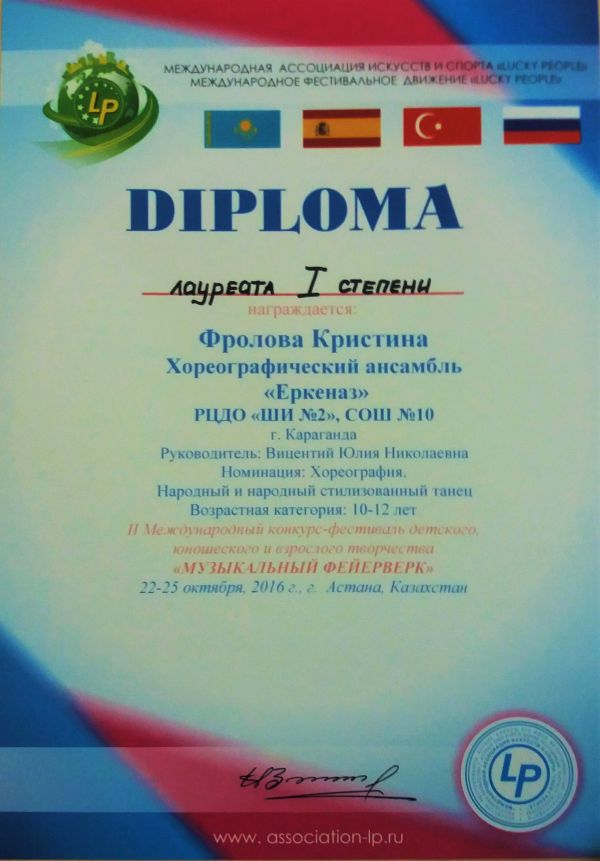 LP
МЕЖДУНАРОДНАЯ АССОЦИАЦИЯ ИСКУССТВ И СПОРТА «LUCKY PEOPLE»
МЕЖДУНАРОДНОЕ ФЕСТИВАЛЬНОЕ ДВИЖЕНИЕ «LUCKY PEOPLE»
DIPLOMA
лауреата I степени
награждается:
Фролова Кристина
Хореографический ансамбль
«Еркеназ»
РЦДО «ШИ №2», СОШ №10
г. Караганда
Руководитель: Вицентий Юлия Николаевна
Номинация: Хореография.
Народный и народный стилизованный танец
Возрастная категория: 10-12 лет
II Международный конкурс-фестиваль детского,
юношеского и взрослого творчества
«МУЗЫКАЛЬНЫЙ ФЕЙЕРВЕРК»
22-25 октября, 2016 г., г. Астана, Казахстан
LP
www. association-lp.ru